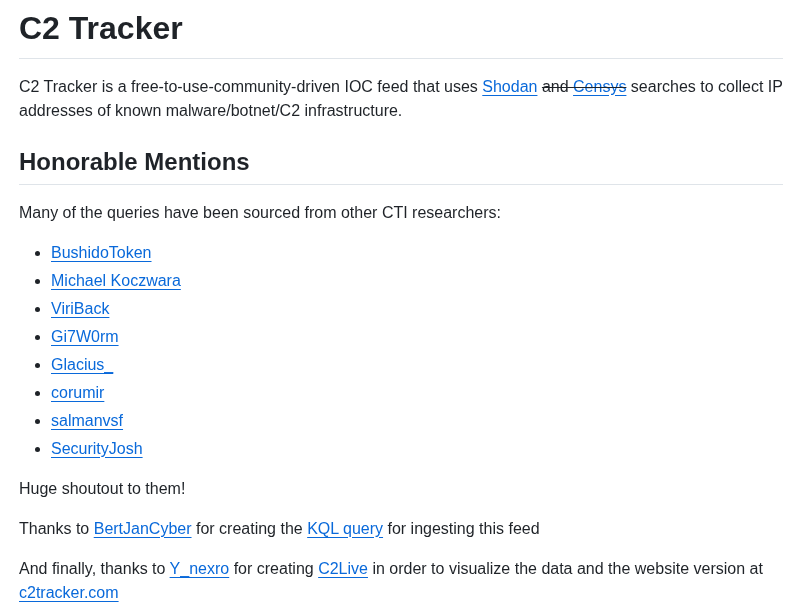 C2 Tracker
C2 Tracker is a free-to-use-community-driven IOC feed that uses Shodan and Censys searches to collect IP
addresses of known malware/botnet/C2 infrastructure.
Honorable Mentions
Many of the queries have been sourced from other CTI researchers:
BushidoToken
Michael Koczwara
ViriBack
Gi7W0rm
Glacius_
corumir
salmanvsf
SecurityJosh
Huge shoutout to them!
Thanks to BertJanCyber for creating the KQL query for ingesting this feed
And finally, thanks to Y_nexro for creating C2Live in order to visualize the data and the website version at
c2tracker.com